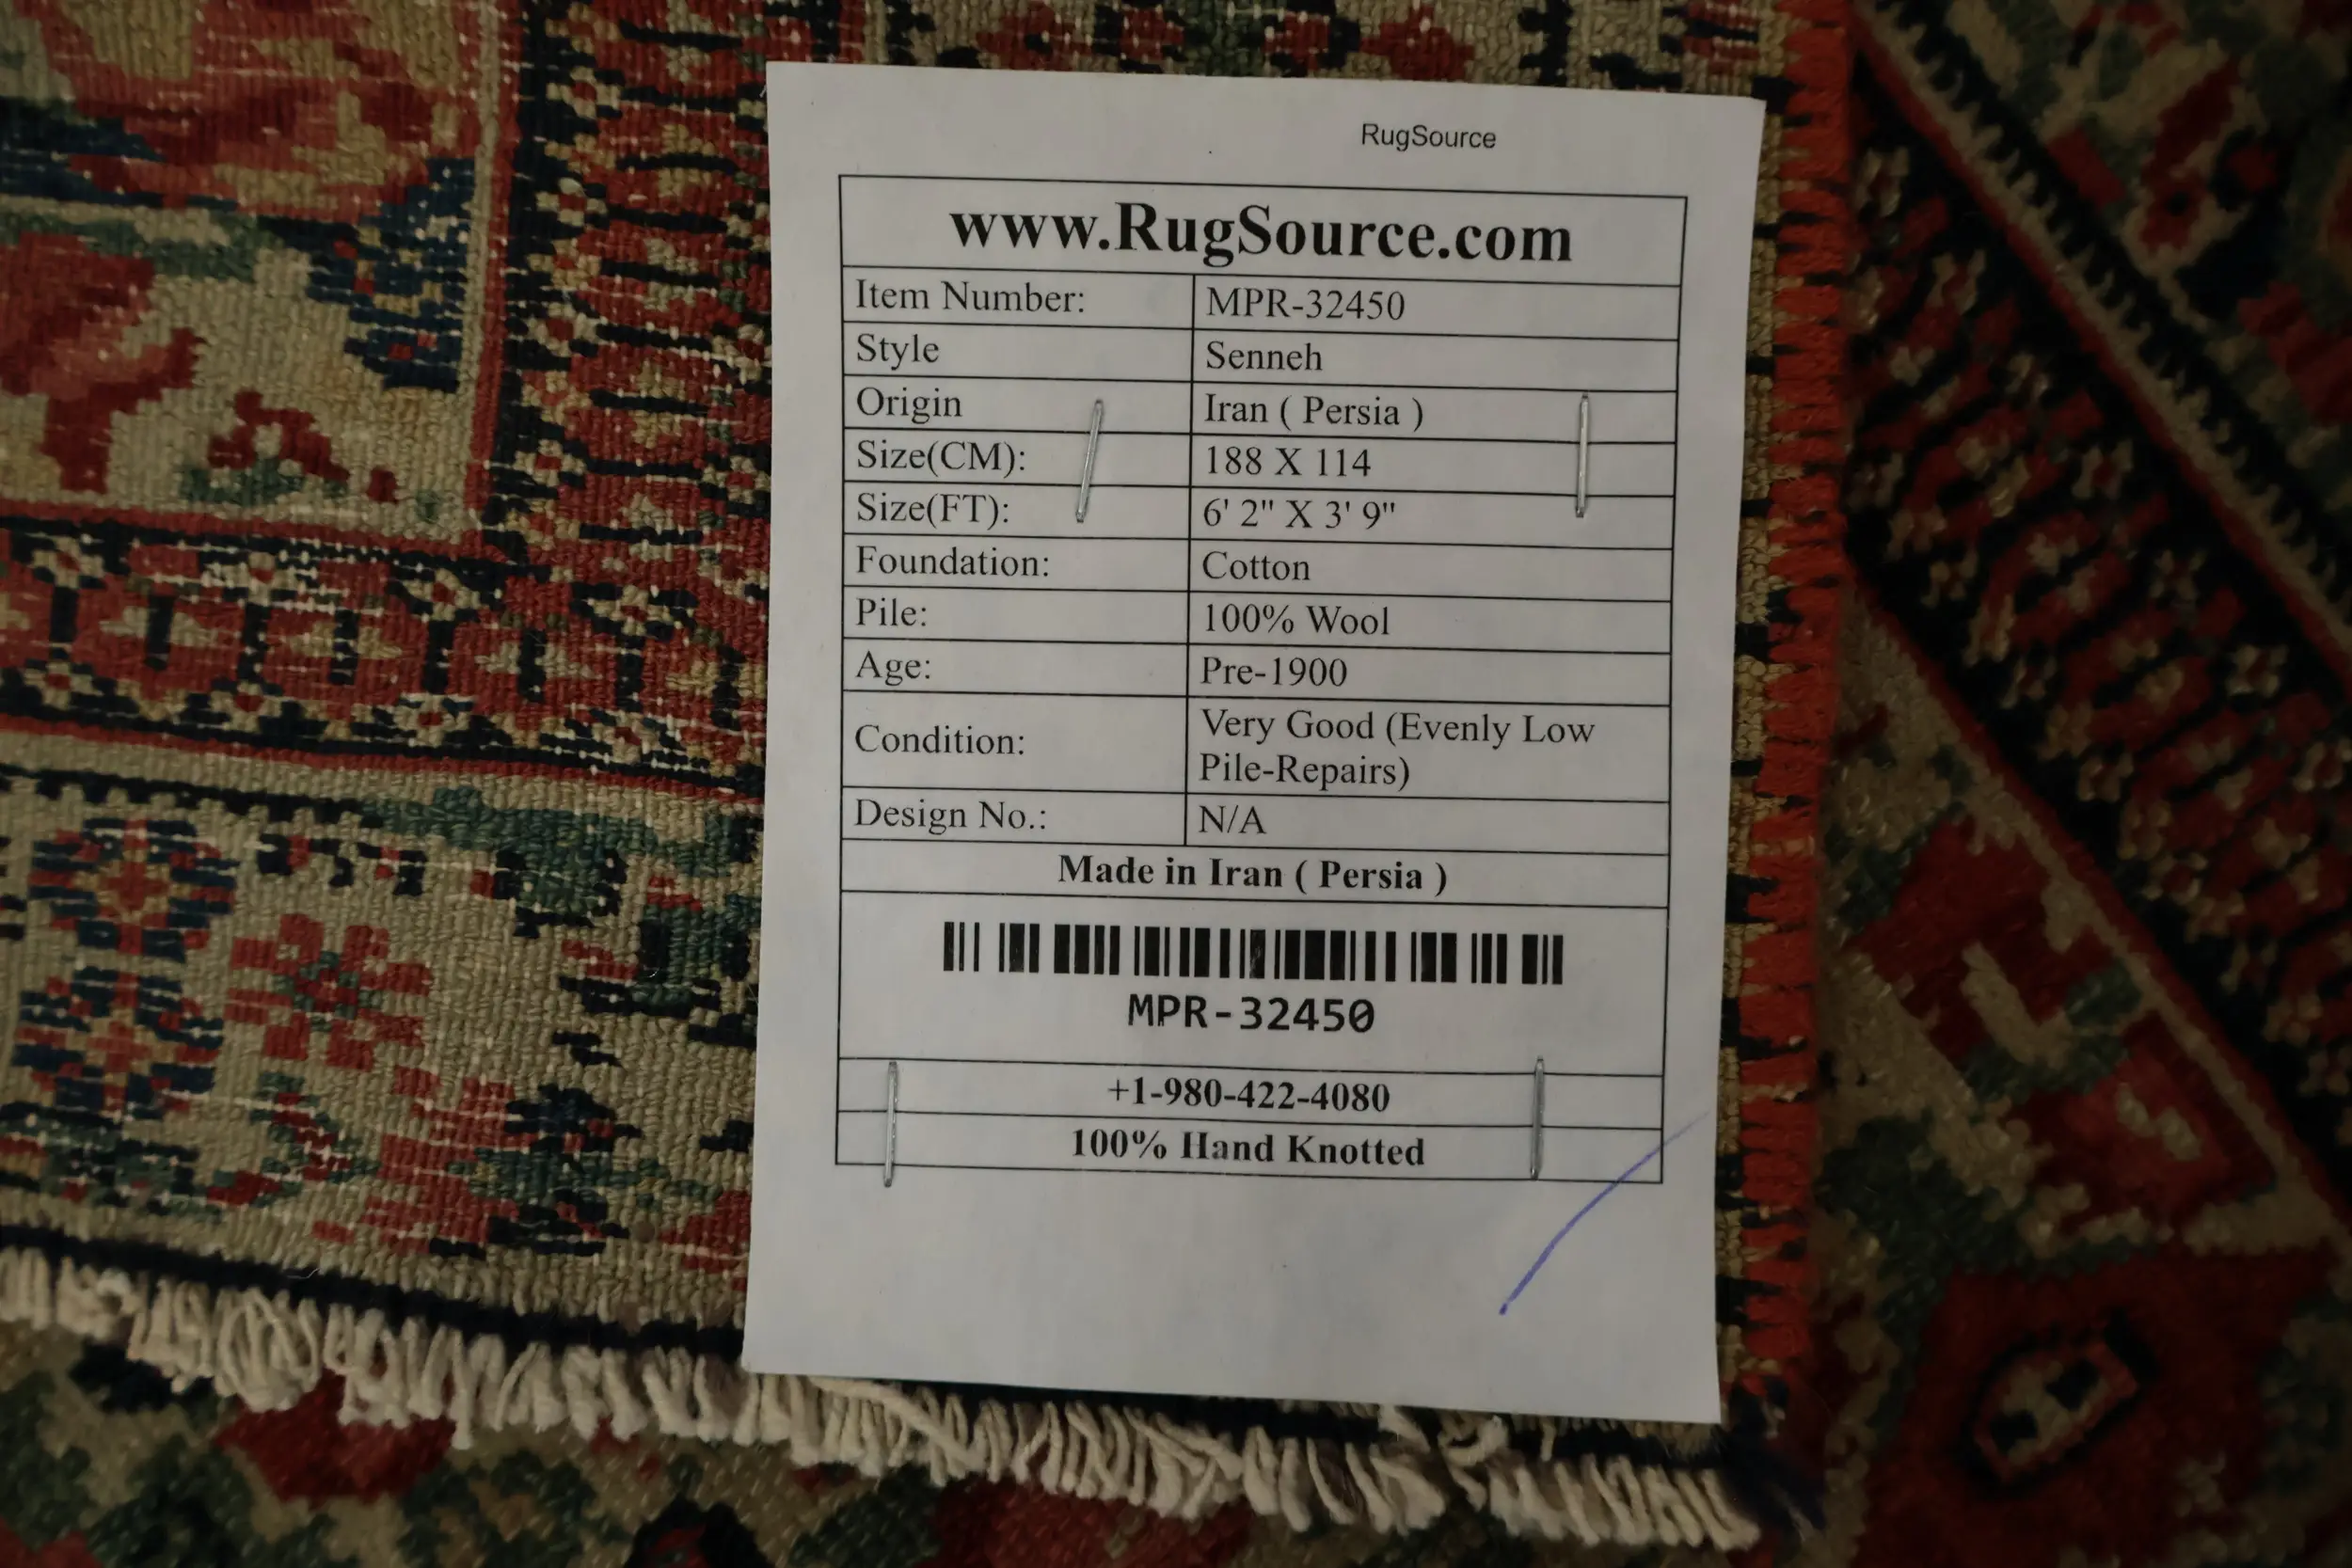 RugSource
www.RugSource.com
Item Number: MPR-32450
Style Senneh
Origin Iran ( Persia )
Size(CM): 188 X 114
Size(FT): 6' 2" X 3' 9"
Foundation: Cotton
Pile: 100% Wool
Age: Pre-1900
Condition: Very Good (Evenly Low
Pile-Repairs)
Design No.: N/A
Made in Iran ( Persia )
MPR-32450
+1-980-422-4080
100% Hand Knotted